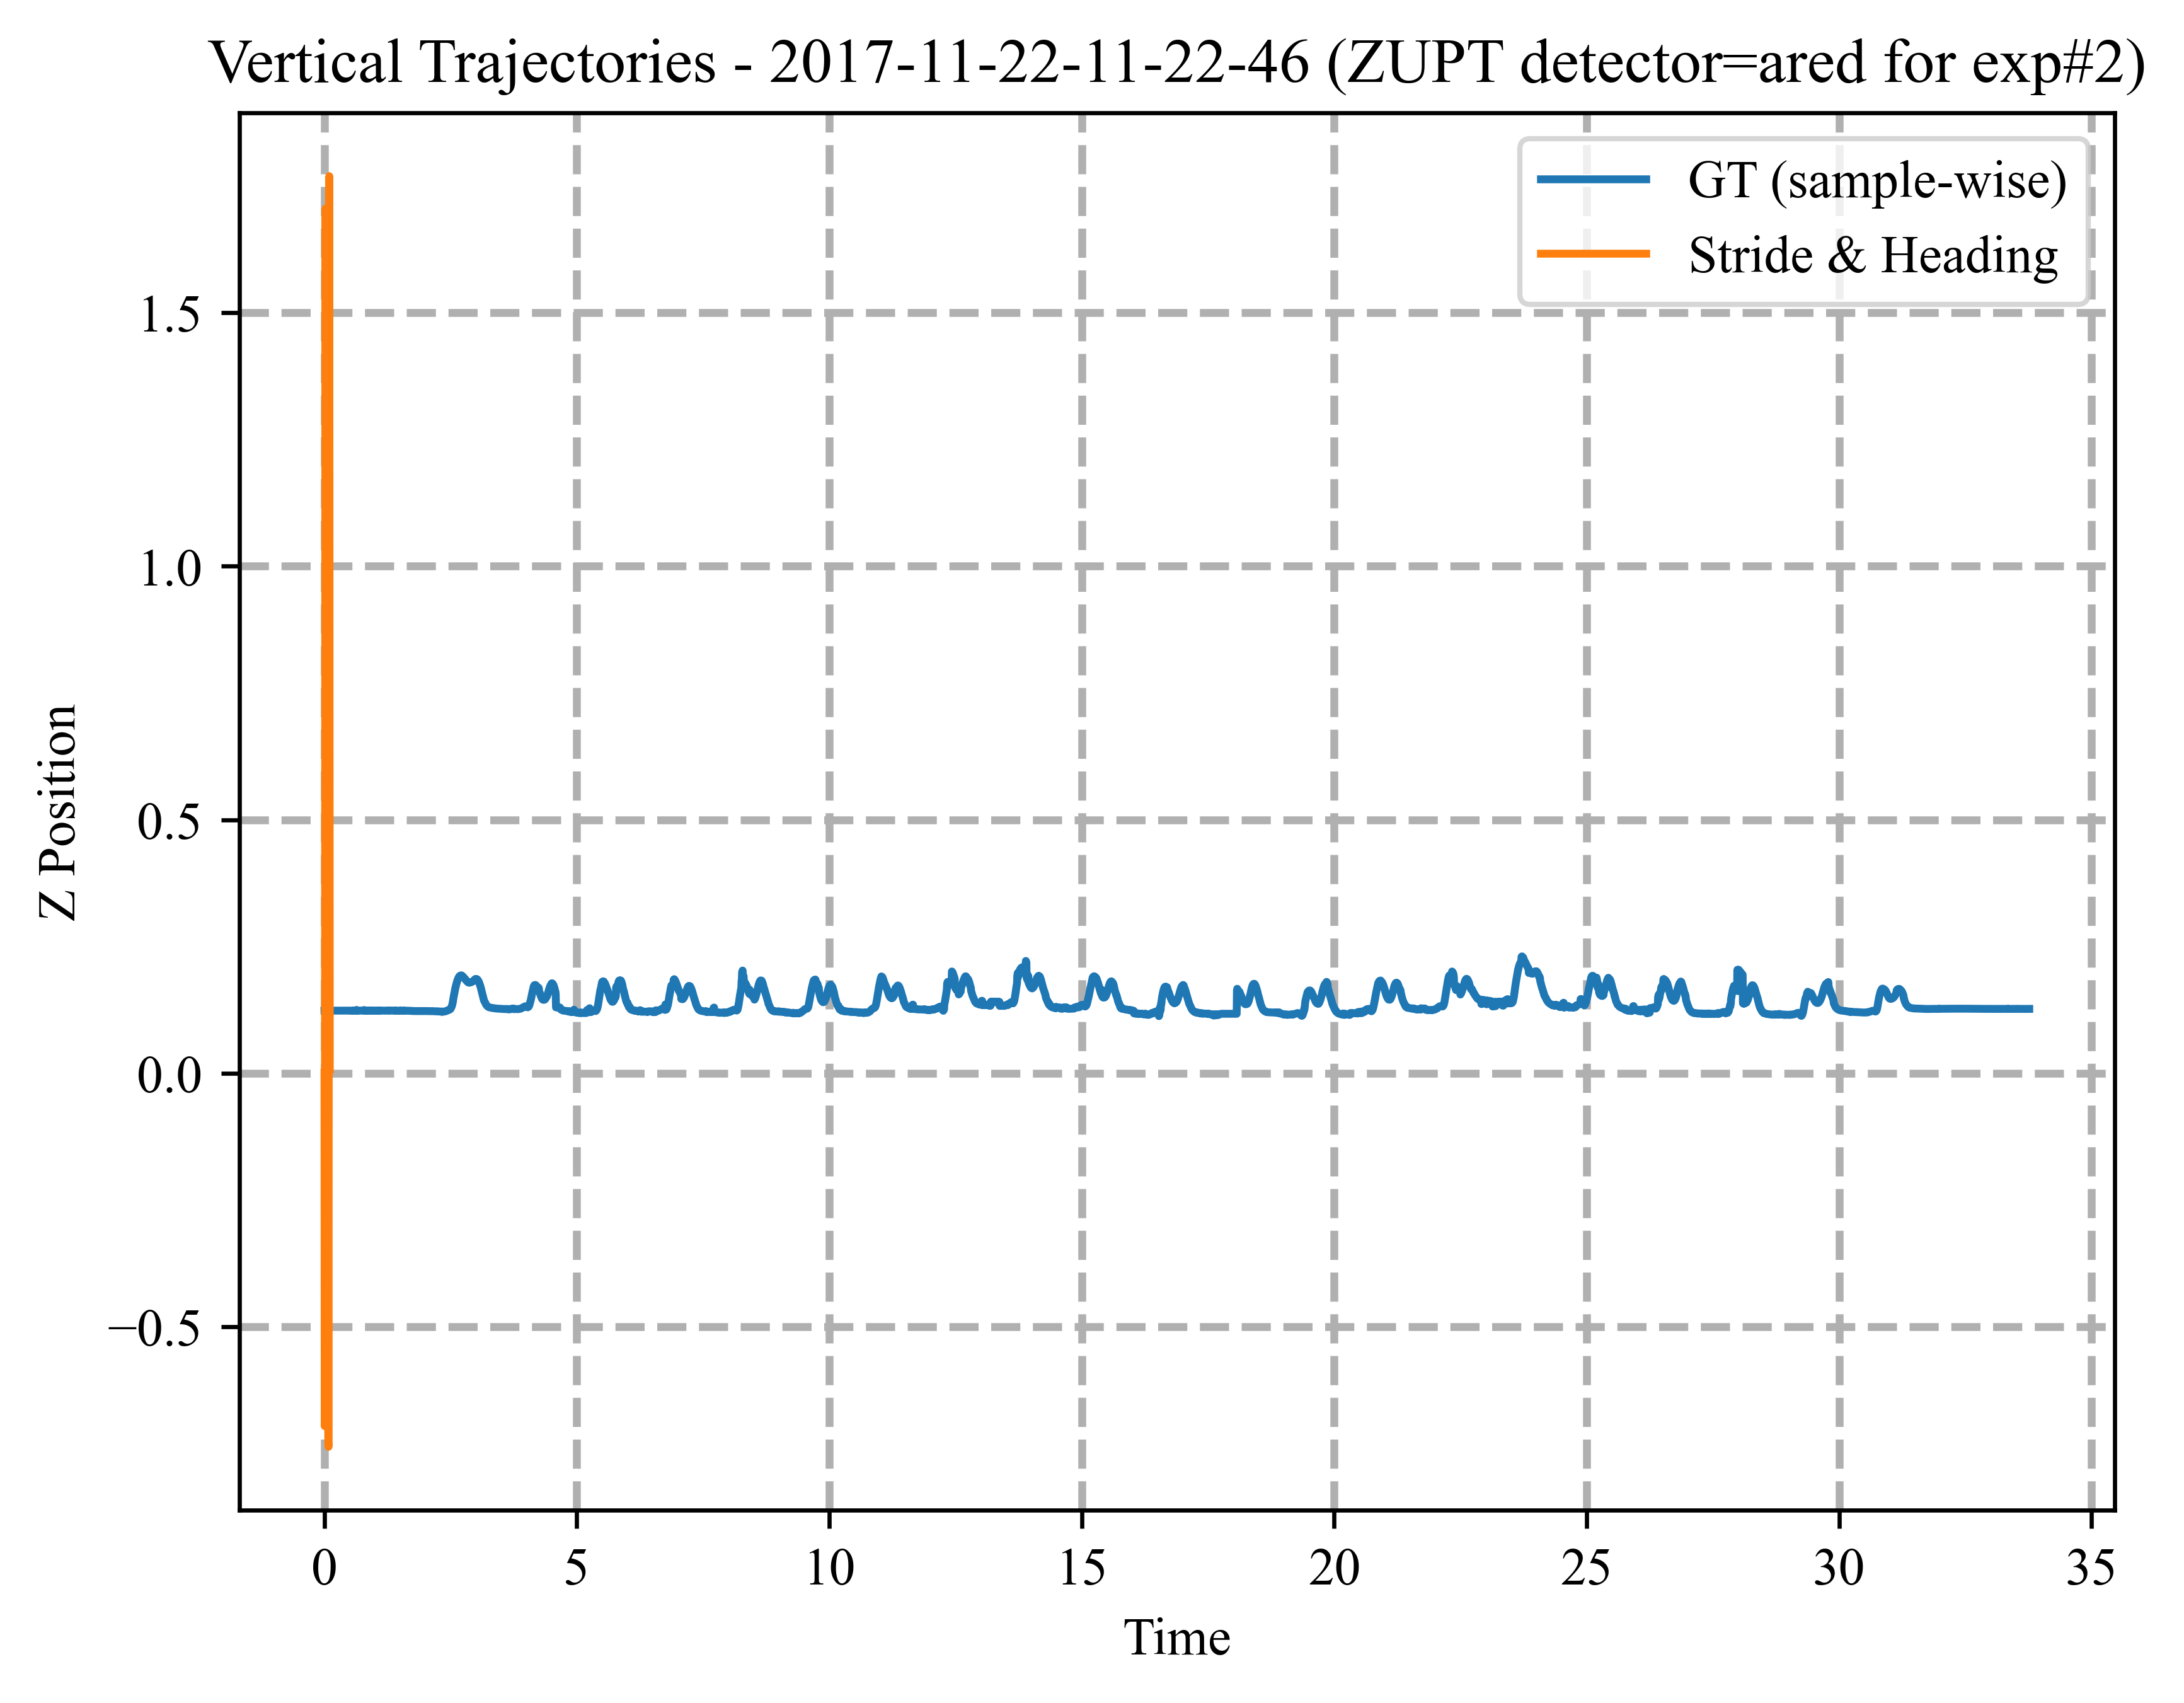 Vertical Trajectories - 2017-11-22-11-22-46 (ZUPT detector=ared for exp#2)
GT (sample-wise)
Stride & Heading
1.5
1.0
0.5
0.0
−0.5
Z Position
0 5 10 15 20 25 30 35
Time